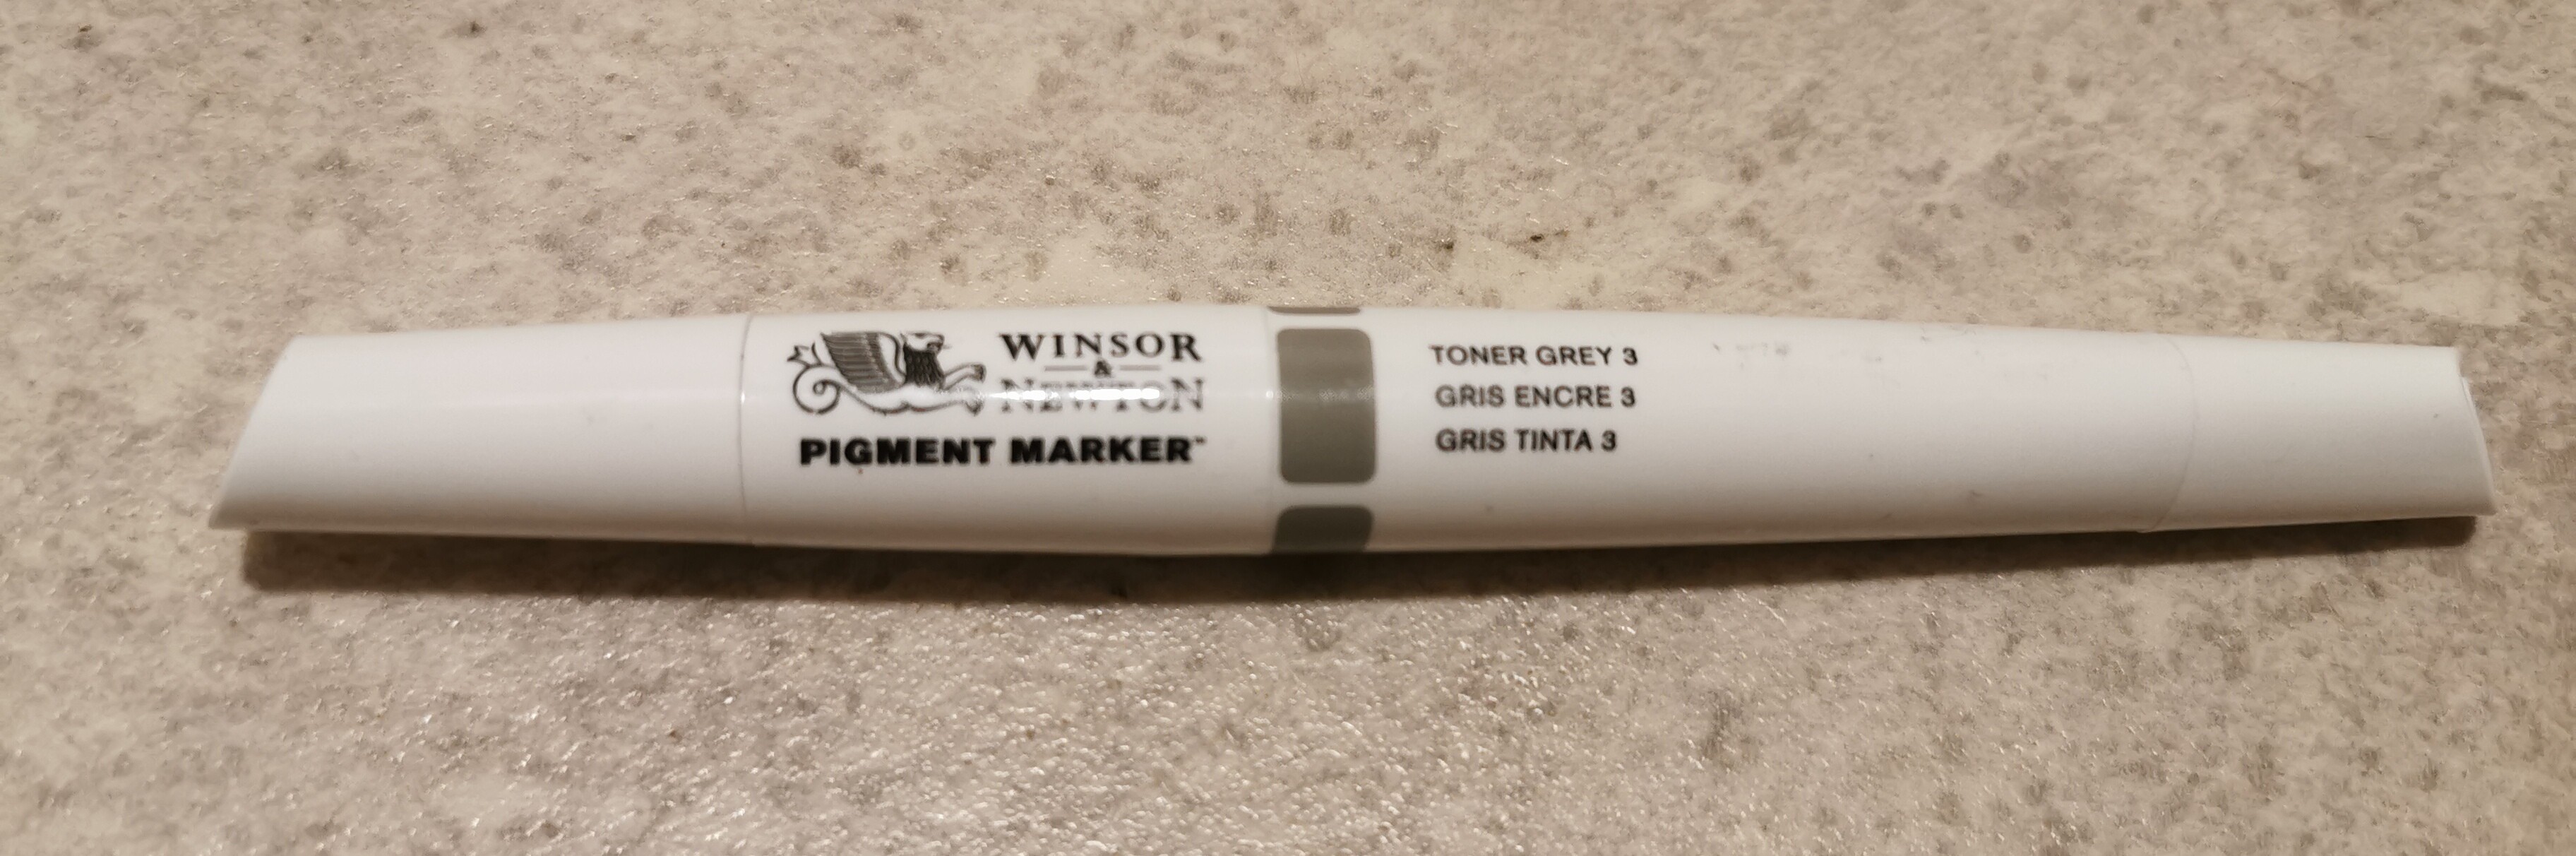 WINSOR
&
NEWTON
PIGMENT MARKER™
TONER GREY 3
GRIS ENCRE 3
GRIS TINTA 3